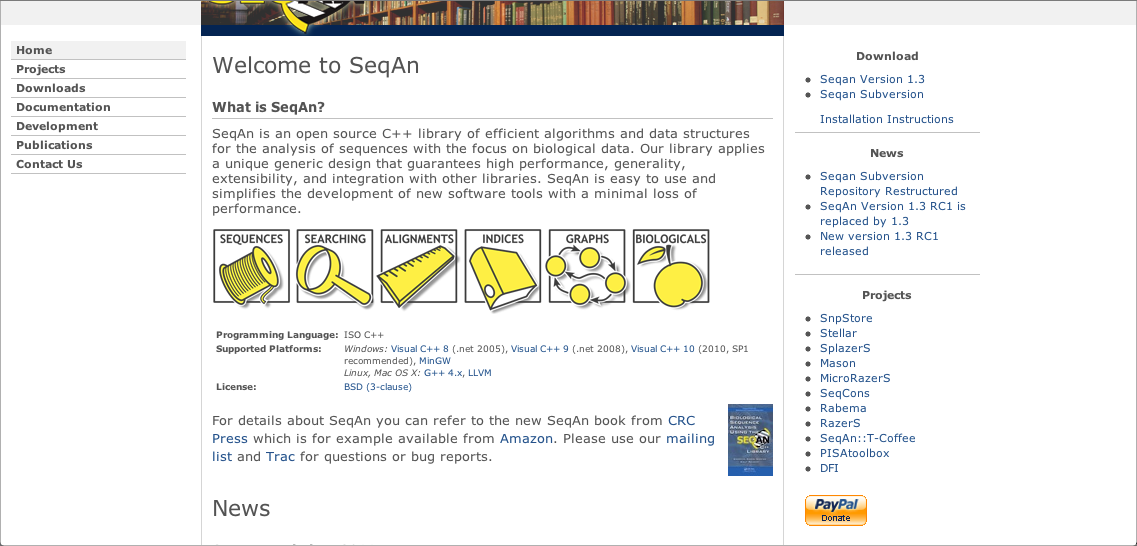 Home
Projects
Downloads
Documentation
Development
Publications
Contact Us
Welcome to SeqAn
What is SeqAn?
SeqAn is an open source C++ library of efficient algorithms and data structures
for the analysis of sequences with the focus on biological data. Our library applies
a unique generic design that guarantees high performance, generality,
extensibility, and integration with other libraries. SeqAn is easy to use and
simplifies the development of new software tools with a minimal loss of
performance.
SEQUENCES SEARCHING ALIGNMENTS INDICES GRAPHS BIOLOGICALS
Programming Language: ISO C++
Supported Platforms: Windows: Visual C++ 8 (.net 2005), Visual C++ 9 (.net 2008), Visual C++ 10 (2010, SP1
recommended), MinGW
Linux, Mac OS X: G++ 4.x, LLVM
License: BSD (3-clause)
For details about SeqAn you can refer to the new SeqAn book from CRC
Press which is for example available from Amazon. Please use our mailing
list and Trac for questions or bug reports.
BIOLOGICAL
SEQUENCE ANALYSIS
USING THE
SEQAN
C++
LIBRARY
News
Download
Seqan Version 1.3
Seqan Subversion
Installation Instructions
News
Seqan Subversion
Repository Restructured
SeqAn Version 1.3 RC1 is
replaced by 1.3
New version 1.3 RC1
released
Projects
SnpStore
Stellar
SplazerS
Mason
MicroRazerS
SeqCons
Rabema
RazerS
SeqAn::T-Coffee
PISAtoolbox
DFI
PayPal
Donate